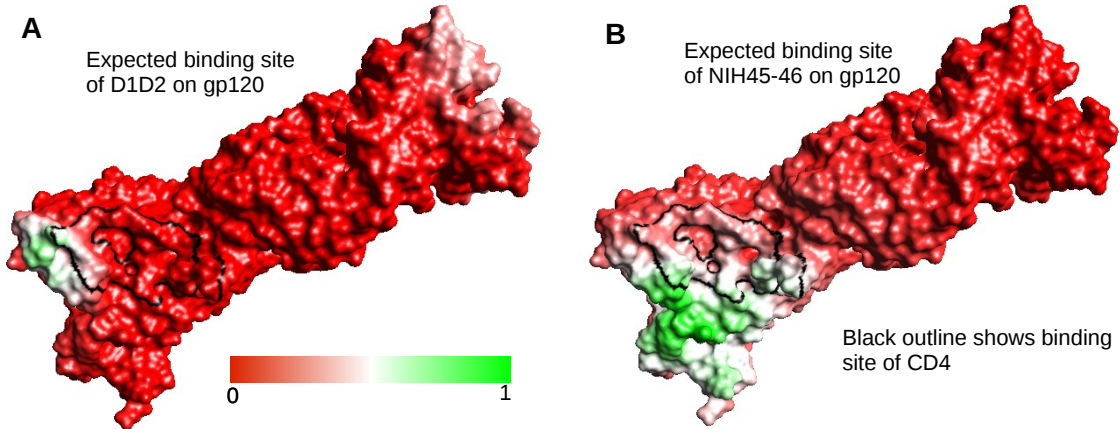 A
Expected binding site
of D1D2 on gp120
0
1
B
Expected binding site
of NIH45-46 on gp120
Black outline shows binding
site of CD4